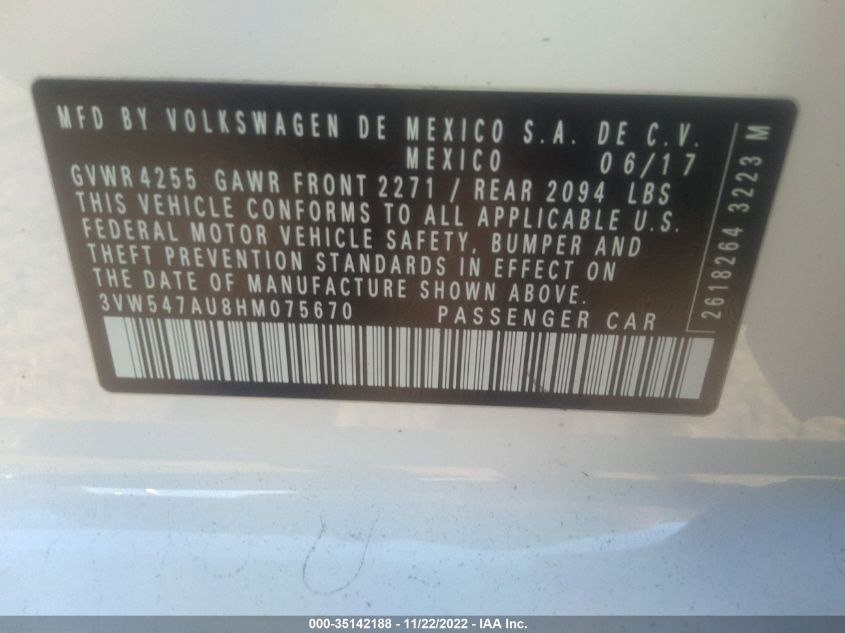 MFD BY VOLKSWAGEN DE MEXICO S.A. DE C.V.
MEXICO 06/17
GVWR 4255 GAWR FRONT 2271 / REAR 2094 LBS
THIS VEHICLE CONFORMS TO ALL APPLICABLE U.S.
FEDERAL MOTOR VEHICLE SAFETY, BUMPER AND
THEFT PREVENTION STANDARDS IN EFFECT ON
THE DATE OF MANUFACTURE SHOWN ABOVE.
3VW547AU8HM075670 PASSENGER CAR
2618264 3223 M
000-35142188 - 11/22/2022 - IAA Inc.